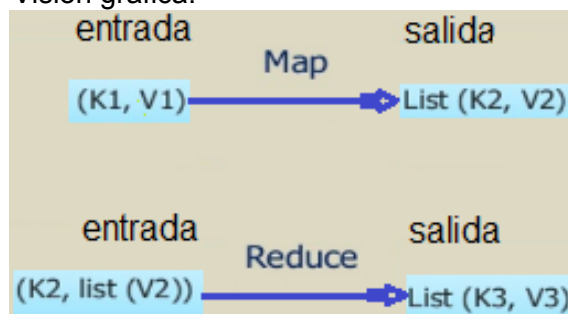 Visión gráfica:
entrada
salida
Map
(K1, V1)
List (K2, V2)
entrada
salida
Reduce
(K2, list (V2))
List (K3, V3)